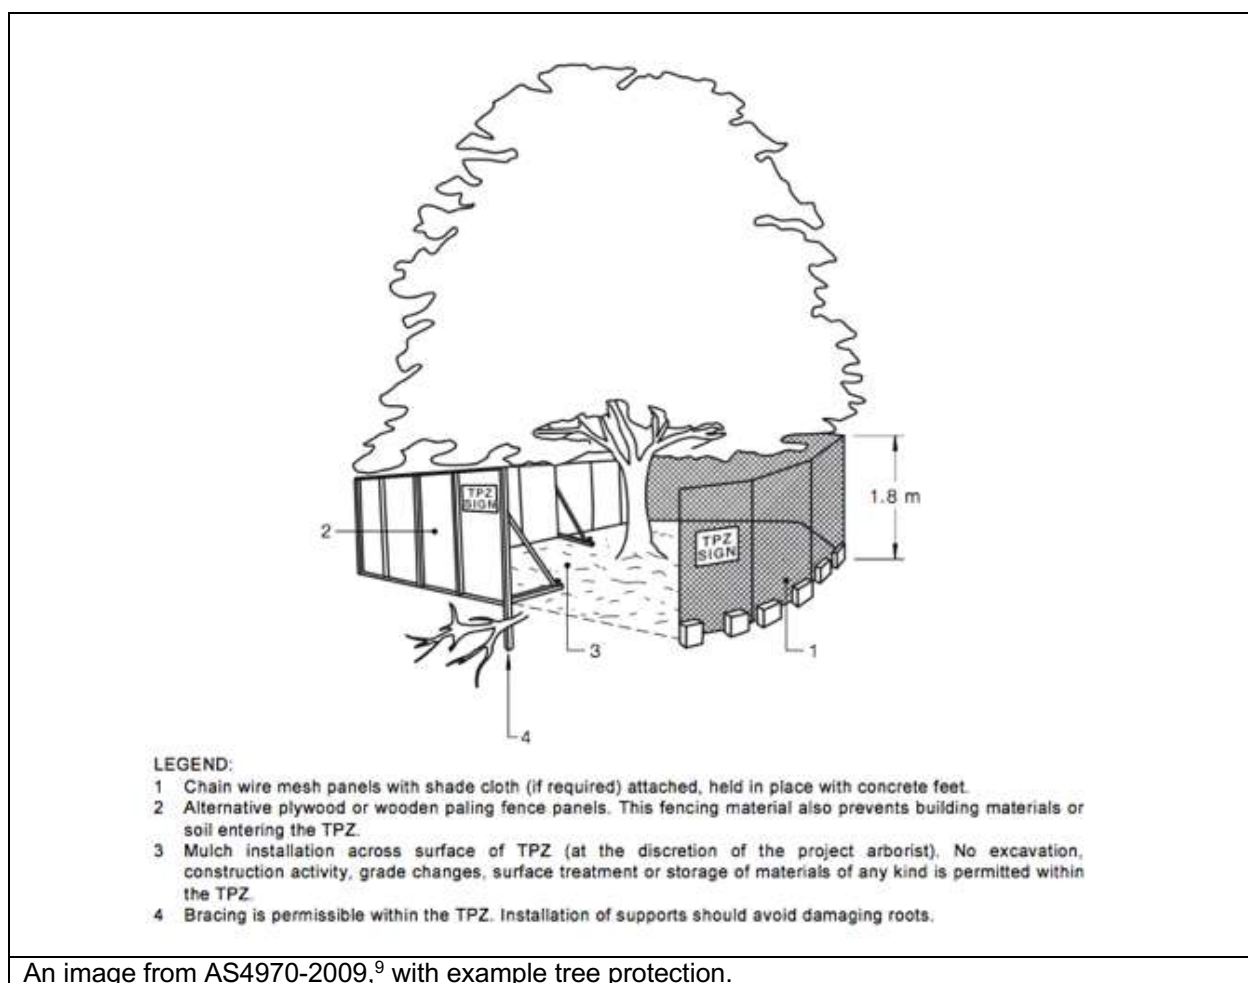 TPZ
SIGN
2
1.8 m
TPZ
SIGN
3
1
4
LEGEND:
1 Chain wire mesh panels with shade cloth (if required) attached, held in place with concrete feet.
2 Alternative plywood or wooden paling fence panels. This fencing material also prevents building materials or
soil entering the TPZ.
3 Mulch installation across surface of TPZ (at the discretion of the project arborist). No excavation,
construction activity, grade changes, surface treatment or storage of materials of any kind is permitted within
the TPZ.
4 Bracing is permissible within the TPZ. Installation of supports should avoid damaging roots.
An image from AS4970-2009,⁹ with example tree protection.